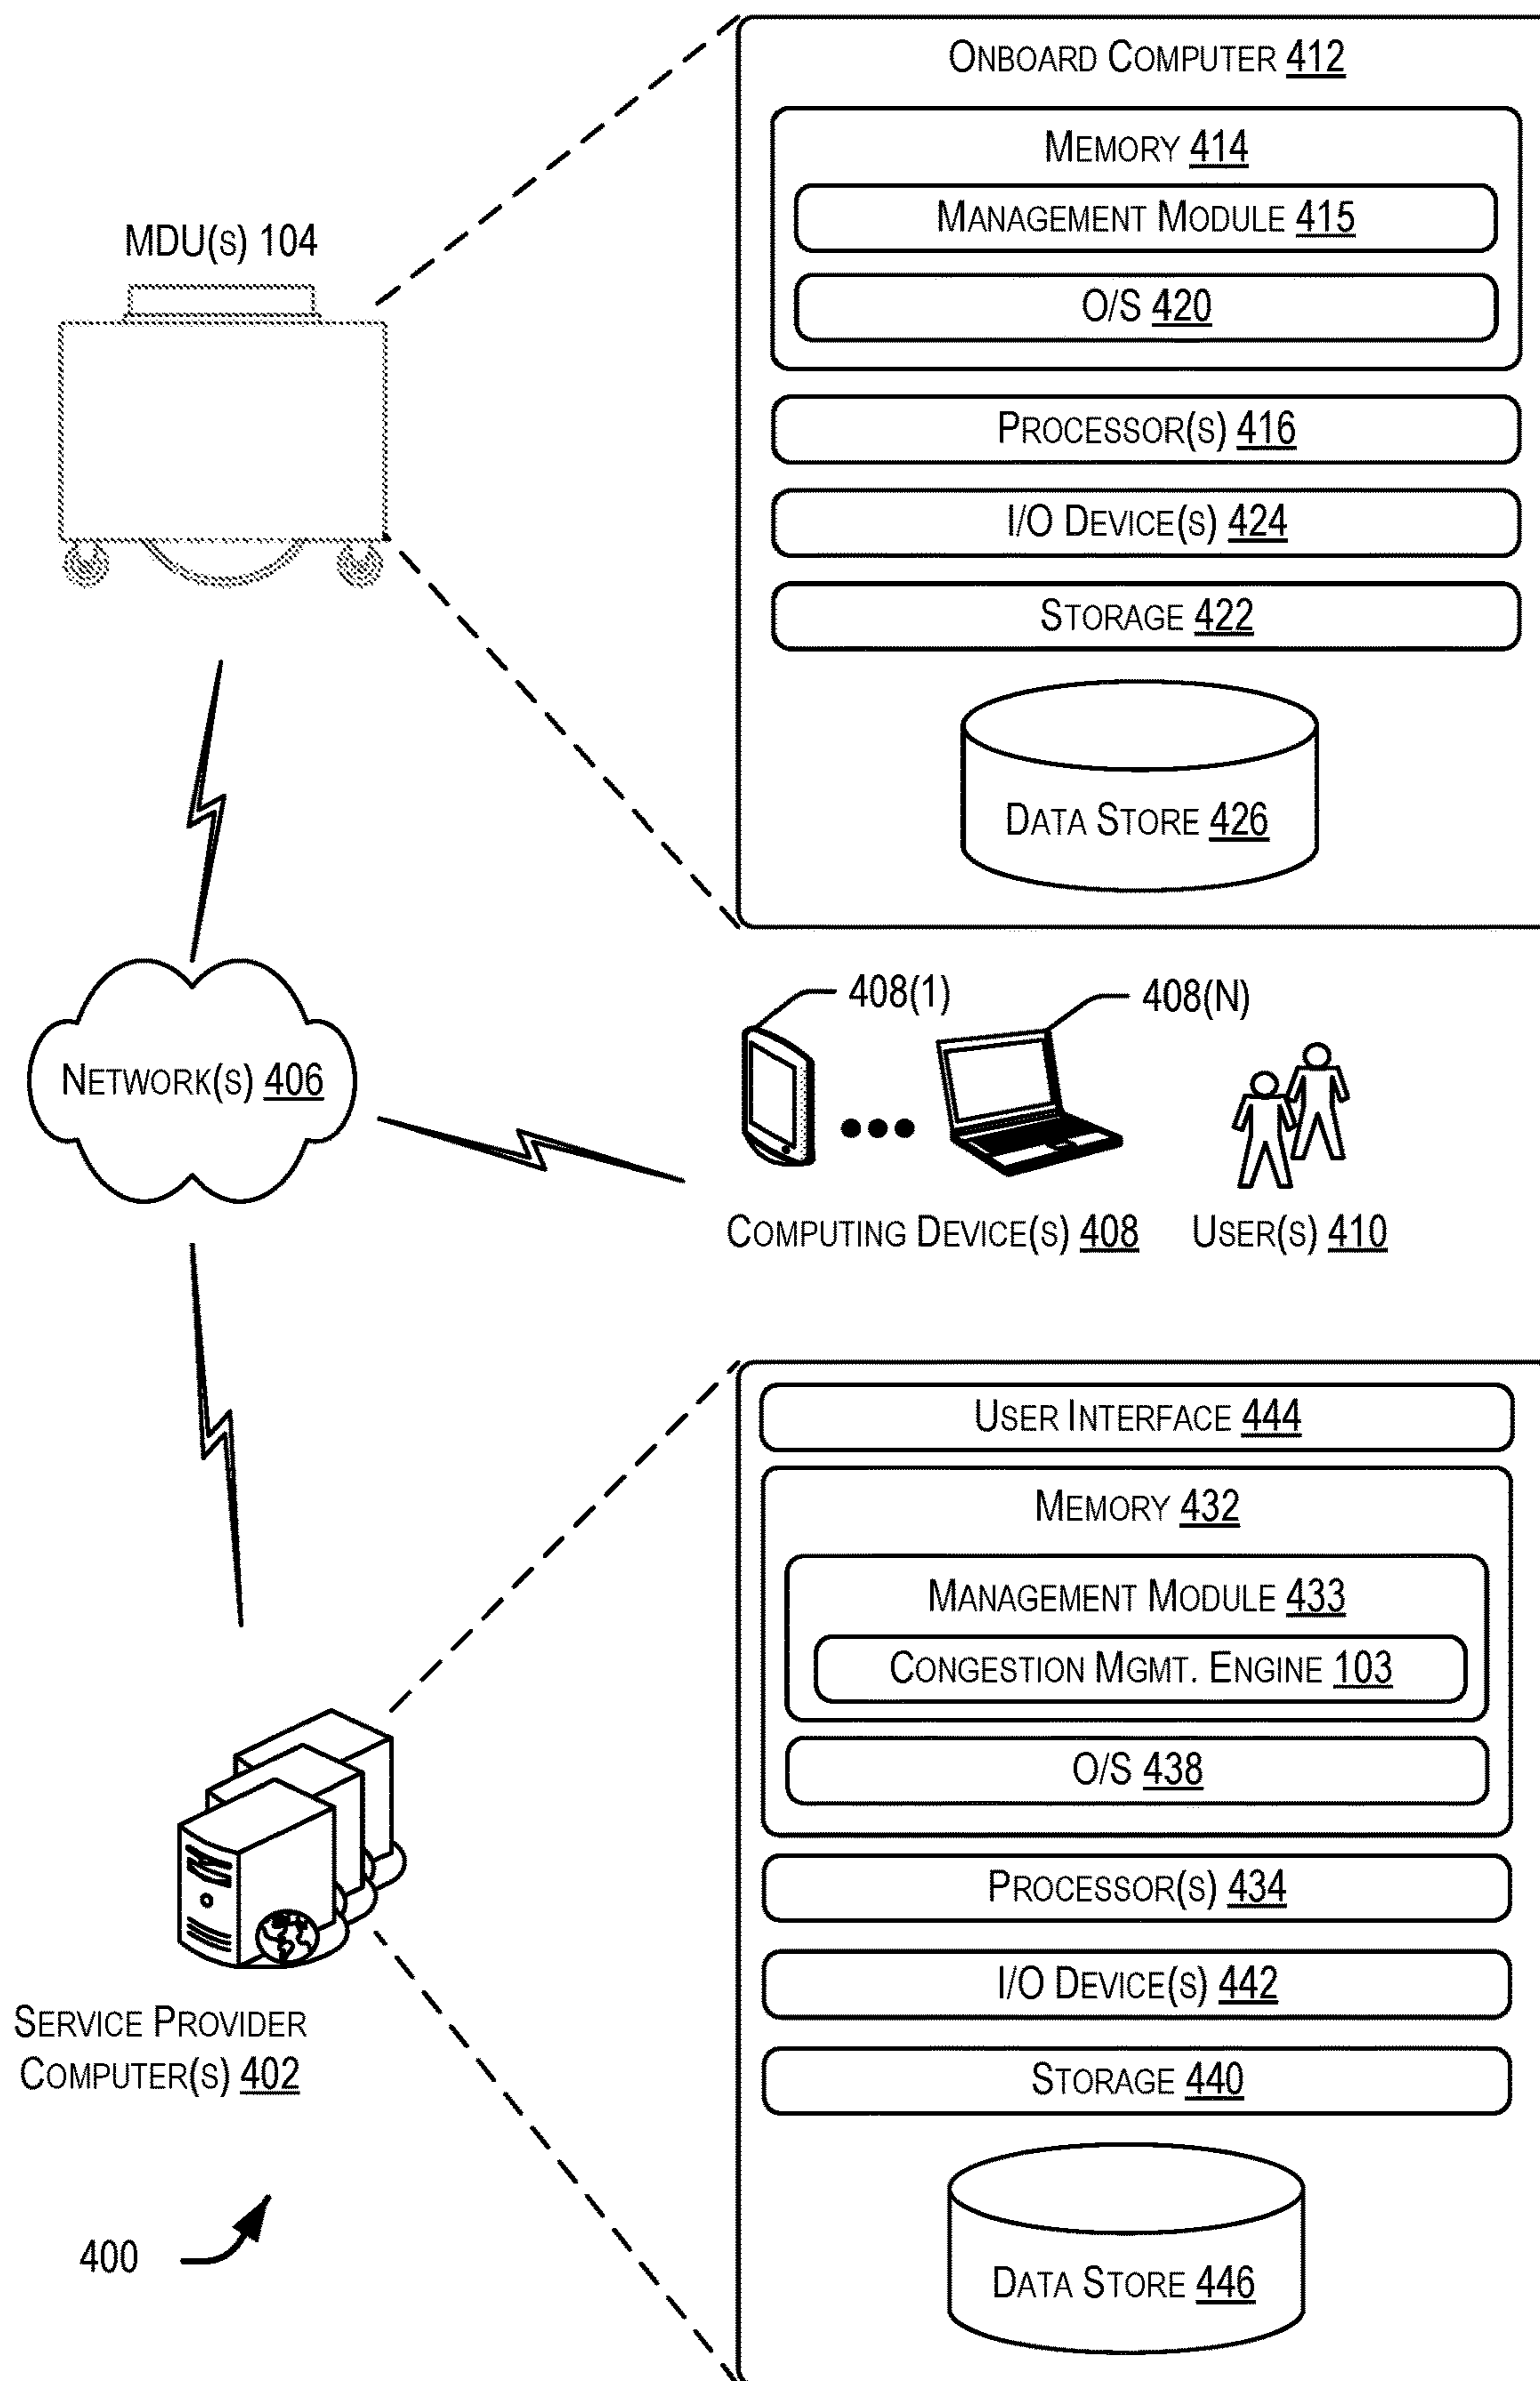 ONBOARD COMPUTER 412
MEMORY 414
MANAGEMENT MODULE 415
O/S 420
PROCESSOR(S) 416
I/O DEVICE(S) 424
STORAGE 422
DATA STORE 426
MDU(S) 104
NETWORK(S) 406
408(1)
408(N)
COMPUTING DEVICE(S) 408
USER(S) 410
USER INTERFACE 444
MEMORY 432
MANAGEMENT MODULE 433
CONGESTION MGMT. ENGINE 103
O/S 438
PROCESSOR(S) 434
I/O DEVICE(S) 442
STORAGE 440
DATA STORE 446
SERVICE PROVIDER
COMPUTER(S) 402
400